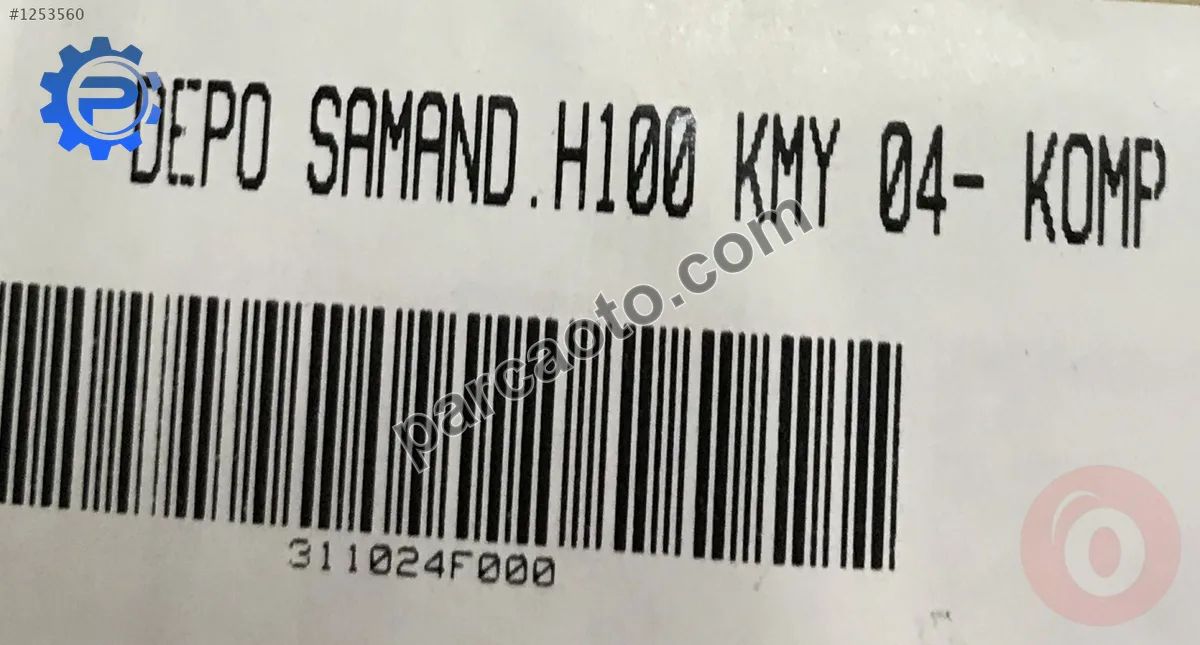 #1253560
DEPO SAMAND.H100 KMY 04- KOMP
parcaoto.com
311024F000